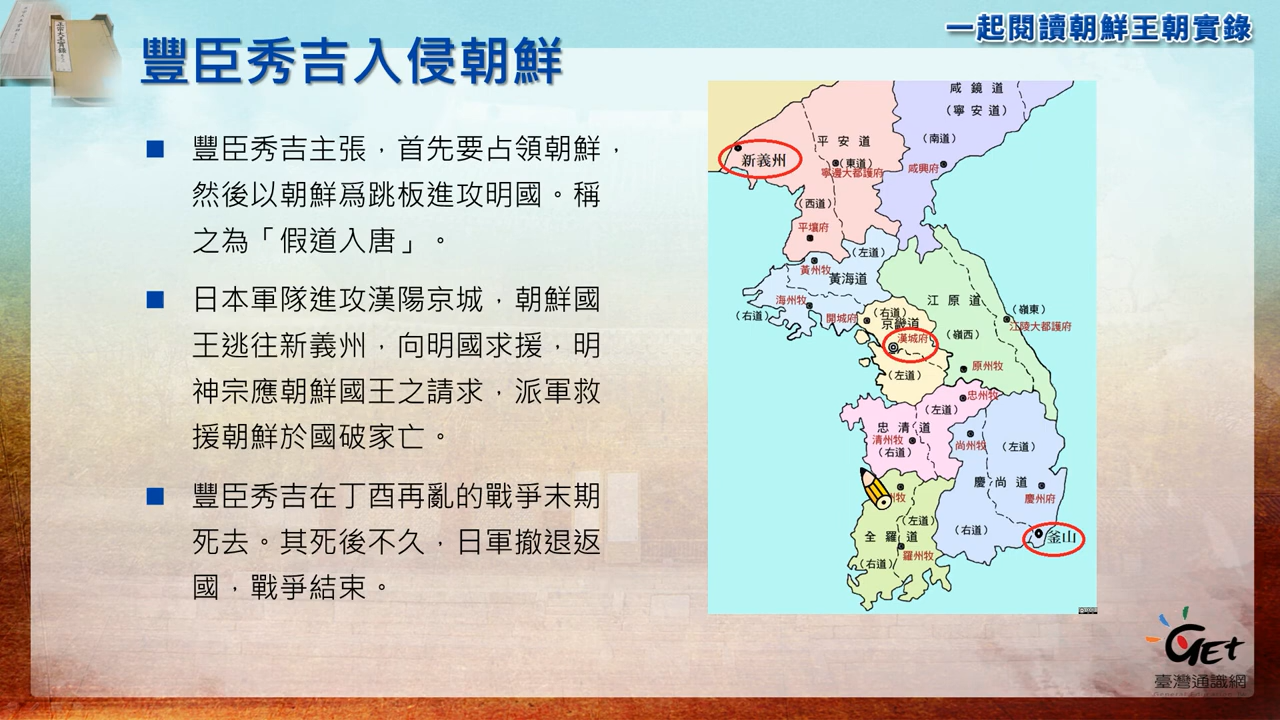 一起閱讀朝鮮王朝實錄
豐臣秀吉入侵朝鮮
豐臣秀吉主張，首先要占領朝鮮，
然後以朝鮮爲跳板進攻明國。稱
之為「假道入唐」。
日本軍隊進攻漢陽京城，朝鮮國
王逃往新義州，向明國求援，明
神宗應朝鮮國王之請求，派軍救
援朝鮮於國破家亡。
豐臣秀吉在丁酉再亂的戰爭末期
死去。其死後不久，日軍撤退返
國，戰爭結束。
咸鏡道
(寧安道)
(南道)
咸興府
平安道
新義州
(東道)
寧邊大都護府
(西道)
平壤府
(左道)
黃州牧
黃海道
海州牧
(右道)
開城府
江原道
(嶺東)
江陵大都護府
(嶺西)
原州牧
(右道)
京畿道
漢城府
(左道)
忠州牧
(左道)
忠清道
清州牧
(右道)
尚州牧
(左道)
慶尚道
慶州府
(右道)
釜山
州牧
(左道)
全羅道
羅州牧
(右道)
GET
臺灣通識網